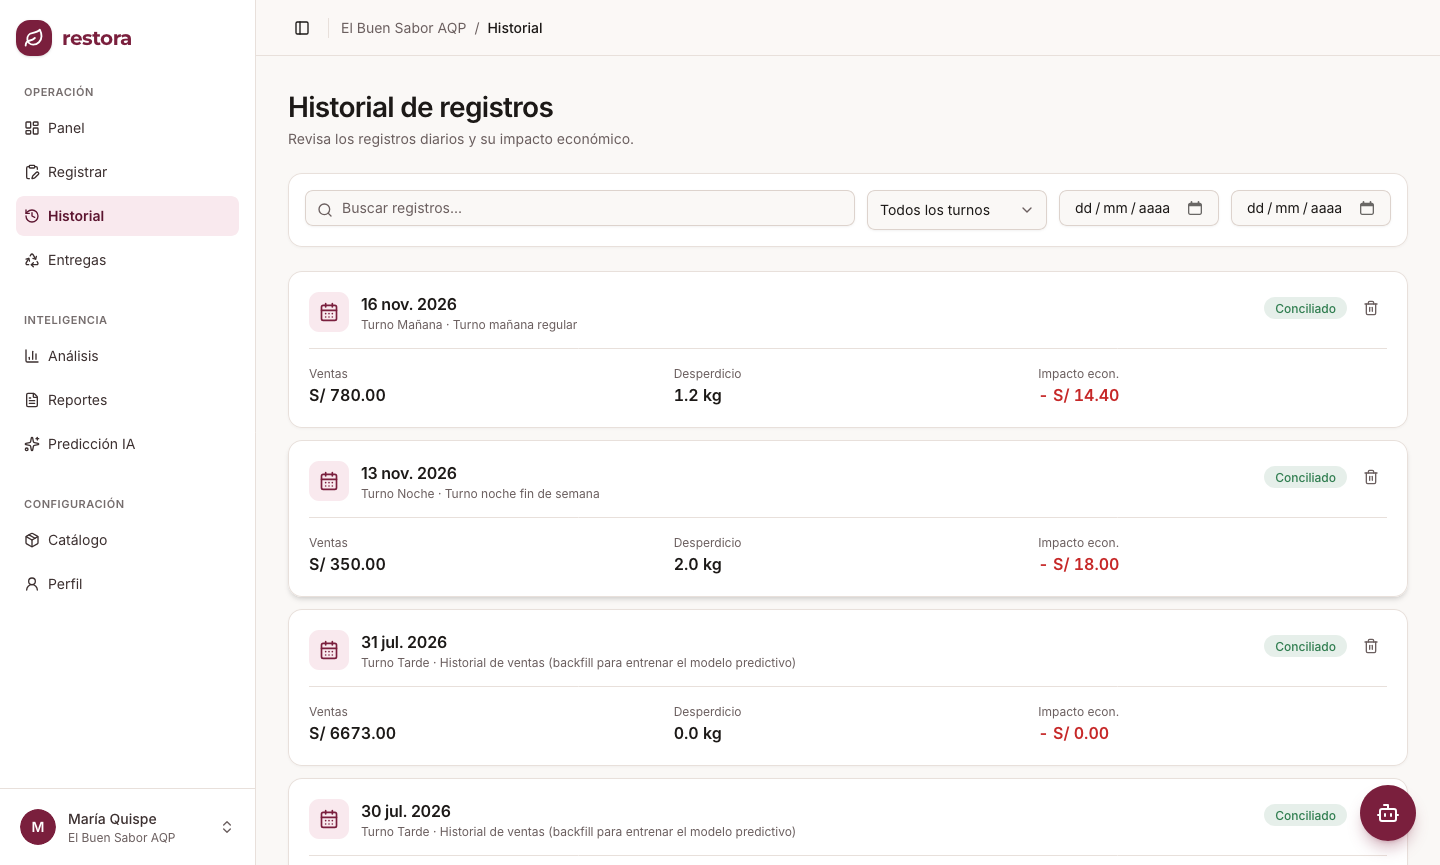 restora
OPERACIÓN
Panel
Registrar
Historial
Entregas
INTELIGENCIA
Análisis
Reportes
Predicción IA
CONFIGURACIÓN
Catálogo
Perfil
M
María Quispe
El Buen Sabor AQP
El Buen Sabor AQP / Historial
Historial de registros
Revisa los registros diarios y su impacto económico.
Buscar registros... Todos los turnos dd/mm/aaaa dd/mm/aaaa
16 nov. 2026 Conciliado
Turno Mañana · Turno mañana regular
Ventas Desperdicio Impacto econ.
S/ 780.00 1.2 kg - S/ 14.40
13 nov. 2026 Conciliado
Turno Noche · Turno noche fin de semana
Ventas Desperdicio Impacto econ.
S/ 350.00 2.0 kg - S/ 18.00
31 jul. 2026 Conciliado
Turno Tarde · Historial de ventas (backfill para entrenar el modelo predictivo)
Ventas Desperdicio Impacto econ.
S/ 6673.00 0.0 kg - S/ 0.00
30 jul. 2026 Conciliado
Turno Tarde · Historial de ventas (backfill para entrenar el modelo predictivo)